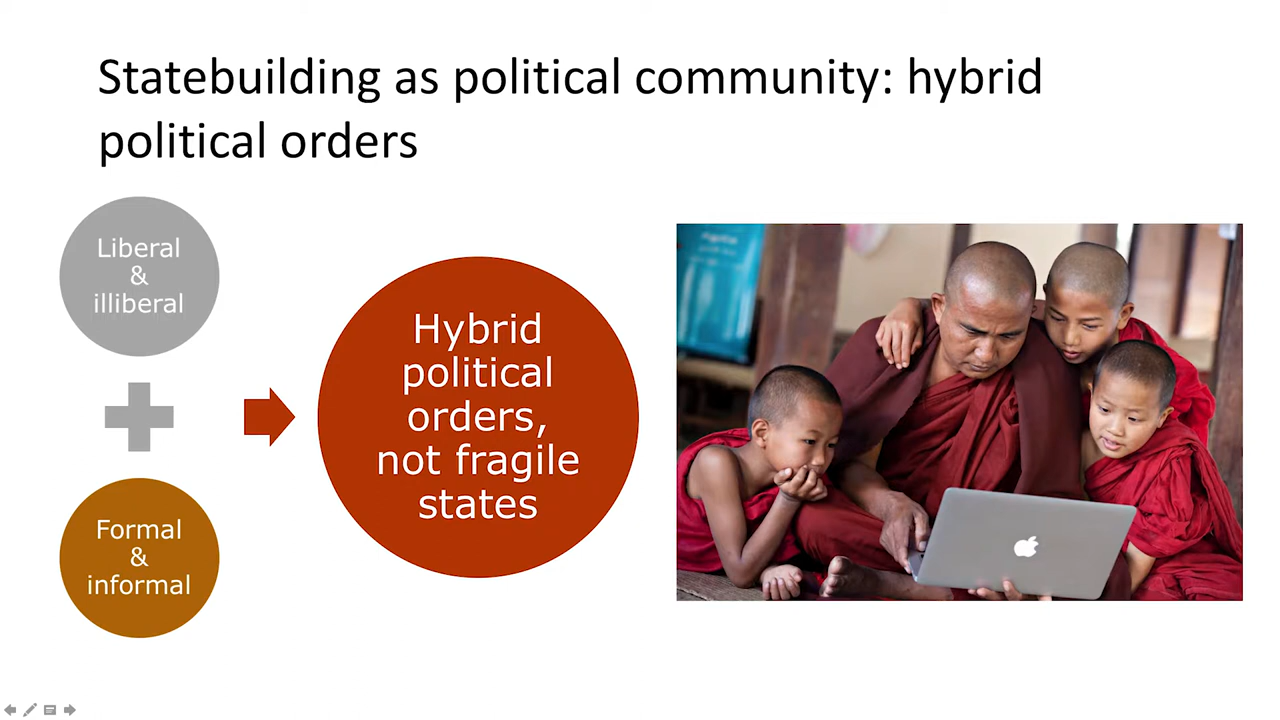 Statebuilding as political community: hybrid
political orders
Liberal
&
illiberal
Formal
&
informal
Hybrid
political
orders,
not fragile
states